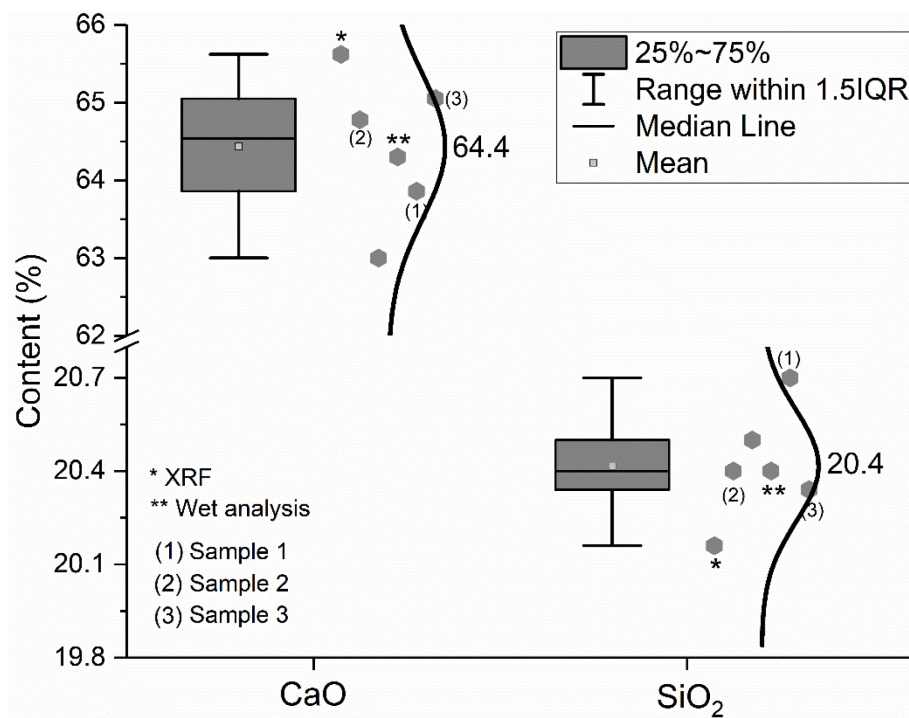 66
65
64
63
62
20.7
20.4
20.1
19.8
Content (%)
*
(3)
(2)
**
64.4
(1)
25%~75%
Range within 1.5IQR
Median Line
Mean
(1)
20.4
(2)
**
(3)
*
* XRF
** Wet analysis
(1) Sample 1
(2) Sample 2
(3) Sample 3
CaO
SiO₂